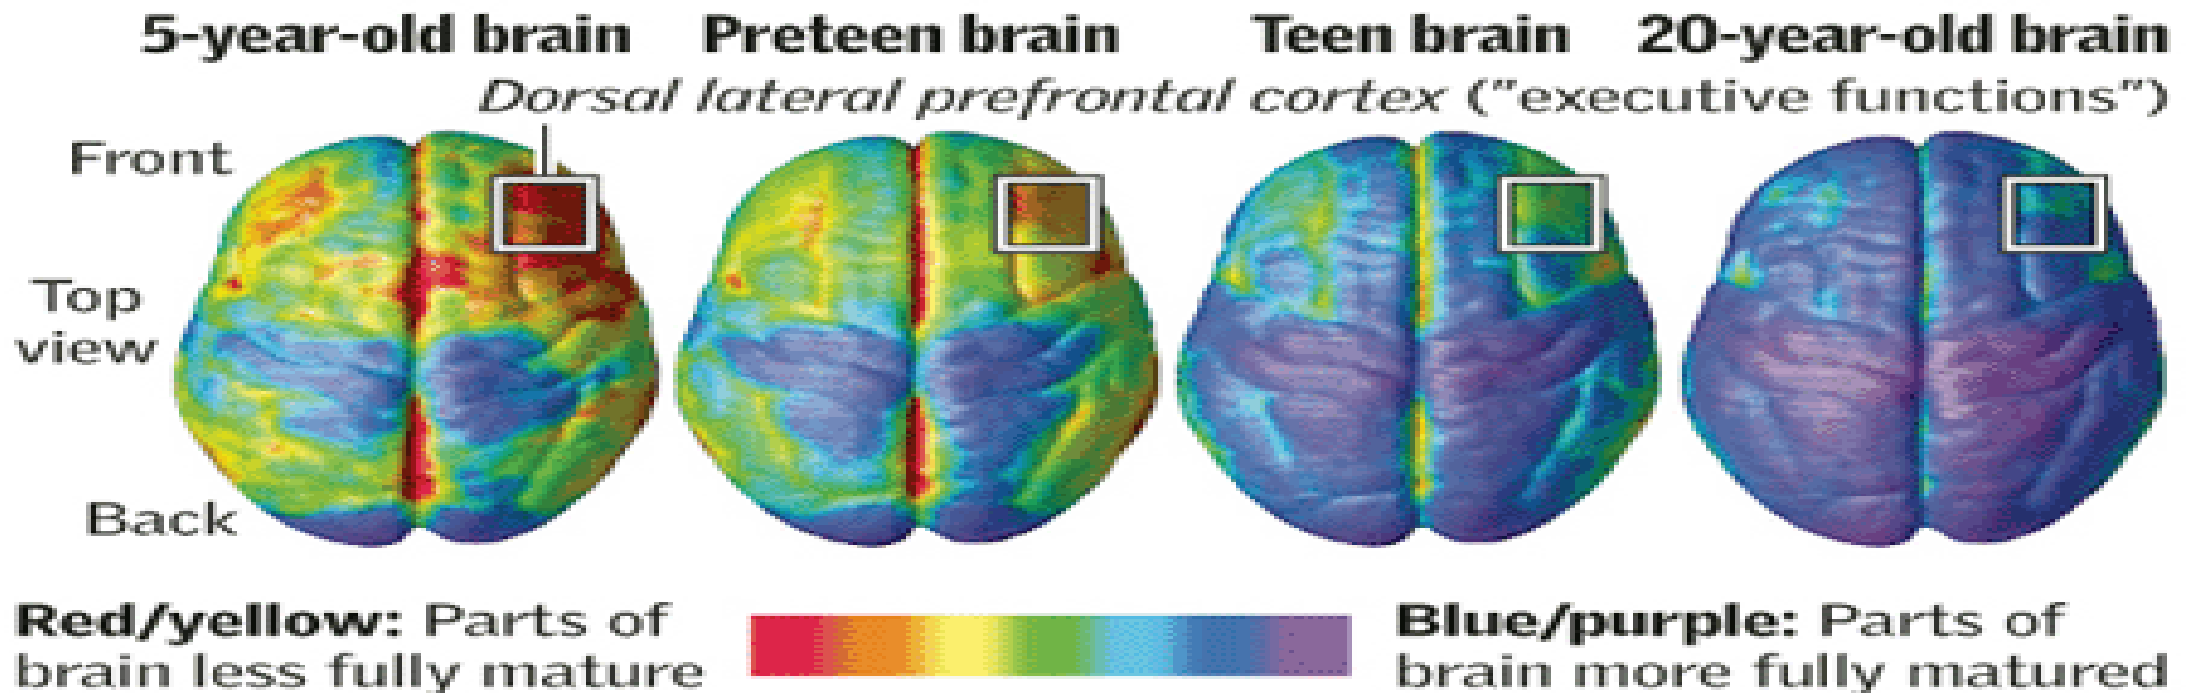 5-year-old brain Preteen brain Teen brain 20-year-old brain
Dorsal lateral prefrontal cortex ("executive functions")
Front
Top
view
Back
Red/yellow: Parts of
brain less fully mature
Blue/purple: Parts of
brain more fully matured